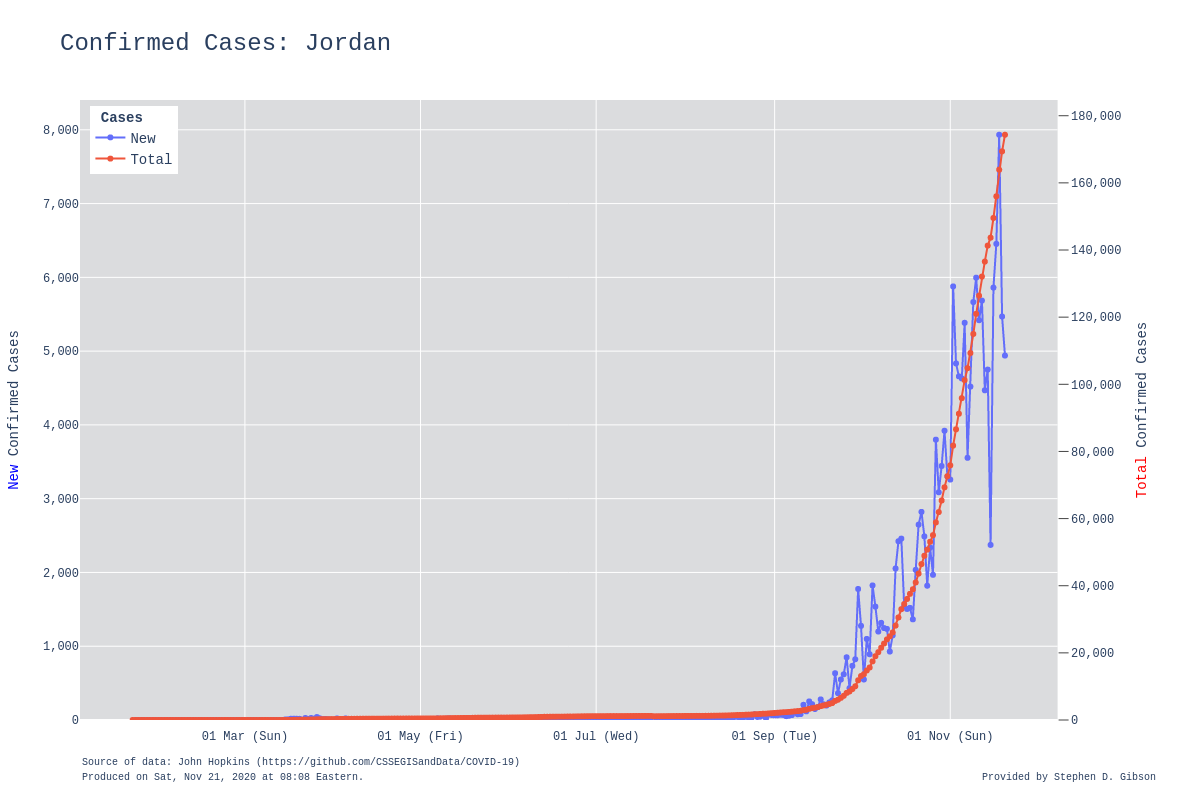 Confirmed Cases: Jordan
Cases
New
Total
8,000
7,000
6,000
5,000
4,000
3,000
2,000
1,000
0
New Confirmed Cases
180,000
160,000
140,000
120,000
100,000
80,000
60,000
40,000
20,000
0
Total Confirmed Cases
01 Mar (Sun)
01 May (Fri)
01 Jul (Wed)
01 Sep (Tue)
01 Nov (Sun)
Source of data: John Hopkins (https://github.com/CSSEGISandData/COVID-19)
Produced on Sat, Nov 21, 2020 at 08:08 Eastern.
Provided by Stephen D. Gibson